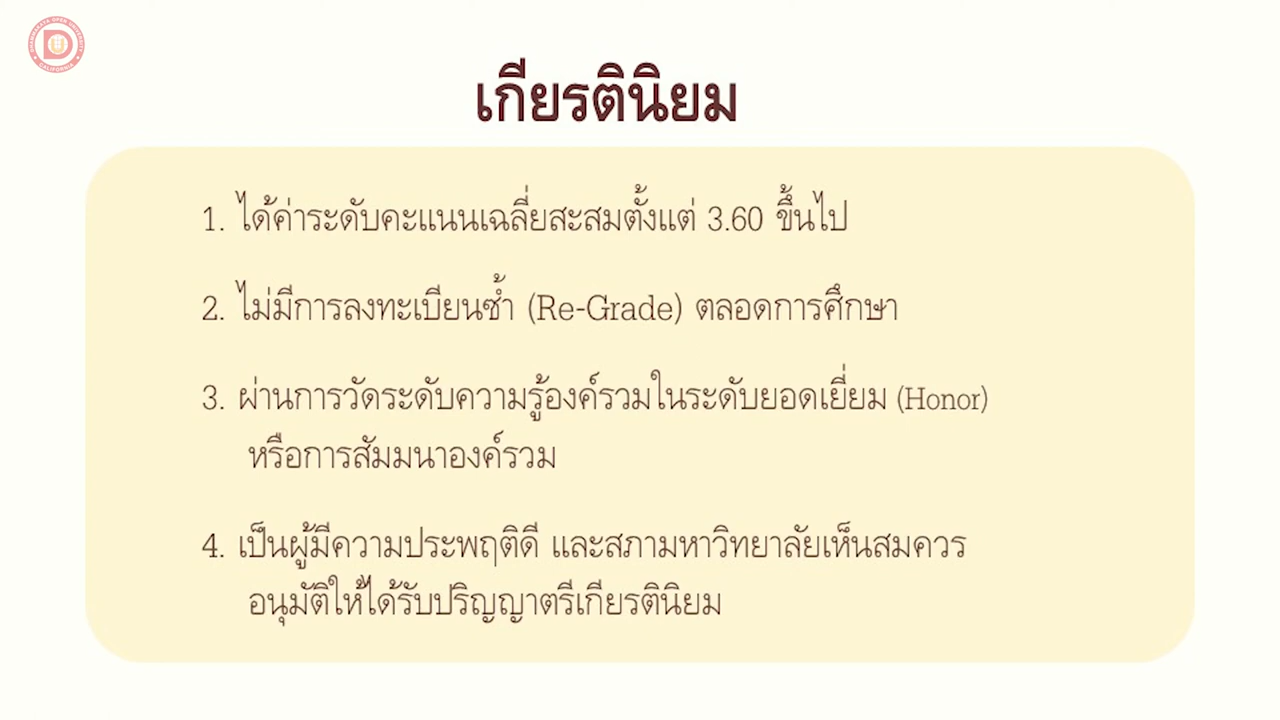 DHAMMAKAYA OPEN UNIVERSITY
CALIFORNIA
เกียรตินิยม
1. ได้ค่าระดับคะแนนเฉลี่ยสะสมตั้งแต่ 3.60 ขึ้นไป
2. ไม่มีการลงทะเบียนซ้ำ (Re-Grade) ตลอดการศึกษา
3. ผ่านการวัดระดับความรู้องค์รวมในระดับยอดเยี่ยม (Honor)
หรือการสัมมนาองค์รวม
4. เป็นผู้มีความประพฤติดี และสภามหาวิทยาลัยเห็นสมควร
อนุมัติให้ได้รับปริญญาตรีเกียรตินิยม